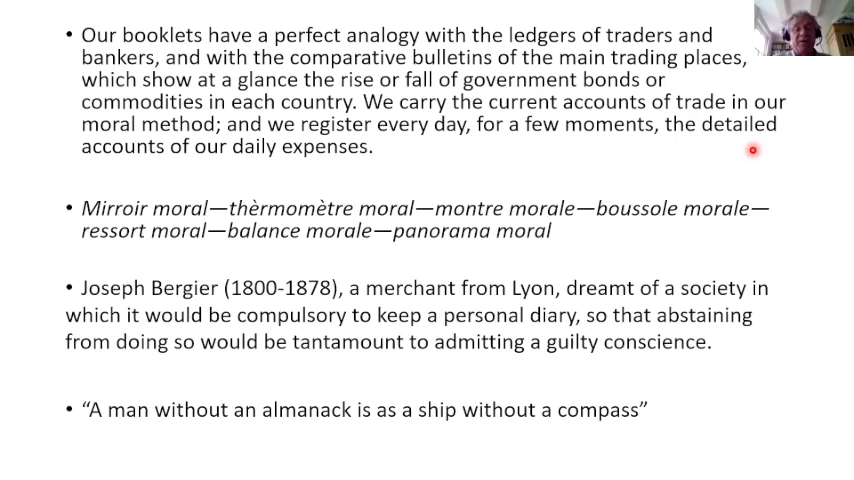 • Our booklets have a perfect analogy with the ledgers of traders and
bankers, and with the comparative bulletins of the main trading places,
which show at a glance the rise or fall of government bonds or
commodities in each country. We carry the current accounts of trade in our
moral method; and we register every day, for a few moments, the detailed
accounts of our daily expenses.
• Mirroir moral—thèrmomètre moral—montre morale—boussole morale—
ressort moral—balance morale—panorama moral
• Joseph Bergier (1800-1878), a merchant from Lyon, dreamt of a society in
which it would be compulsory to keep a personal diary, so that abstaining
from doing so would be tantamount to admitting a guilty conscience.
• “A man without an almanack is as a ship without a compass”